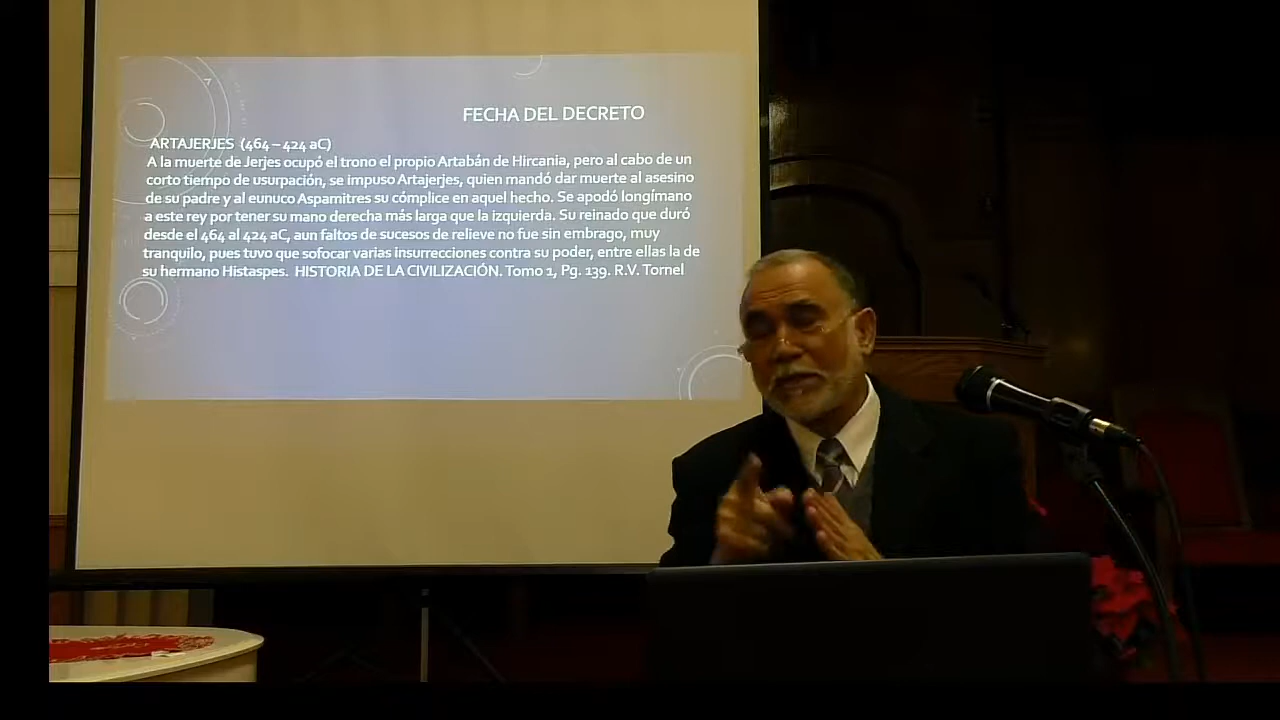 FECHA DEL DECRETO
ARTAJERJES (464 – 424 aC)
A la muerte de Jerjes ocupó el trono el propio Artabán de Hircania, pero al cabo de un
corto tiempo de usurpación, se impuso Artajerjes, quien mandó dar muerte al asesino
de su padre y al eunuco Aspamitres su cómplice en aquel hecho. Se apodó longímano
a este rey por tener su mano derecha más larga que la izquierda. Su reinado que duró
desde el 464 al 424 aC, aun faltos de sucesos de relieve no fue sin embrago, muy
tranquilo, pues tuvo que sofocar varias insurrecciones contra su poder, entre ellas la de
su hermano Histaspes. HISTORIA DE LA CIVILIZACIÓN. Tomo 1, Pg. 139. R.V. Tornel